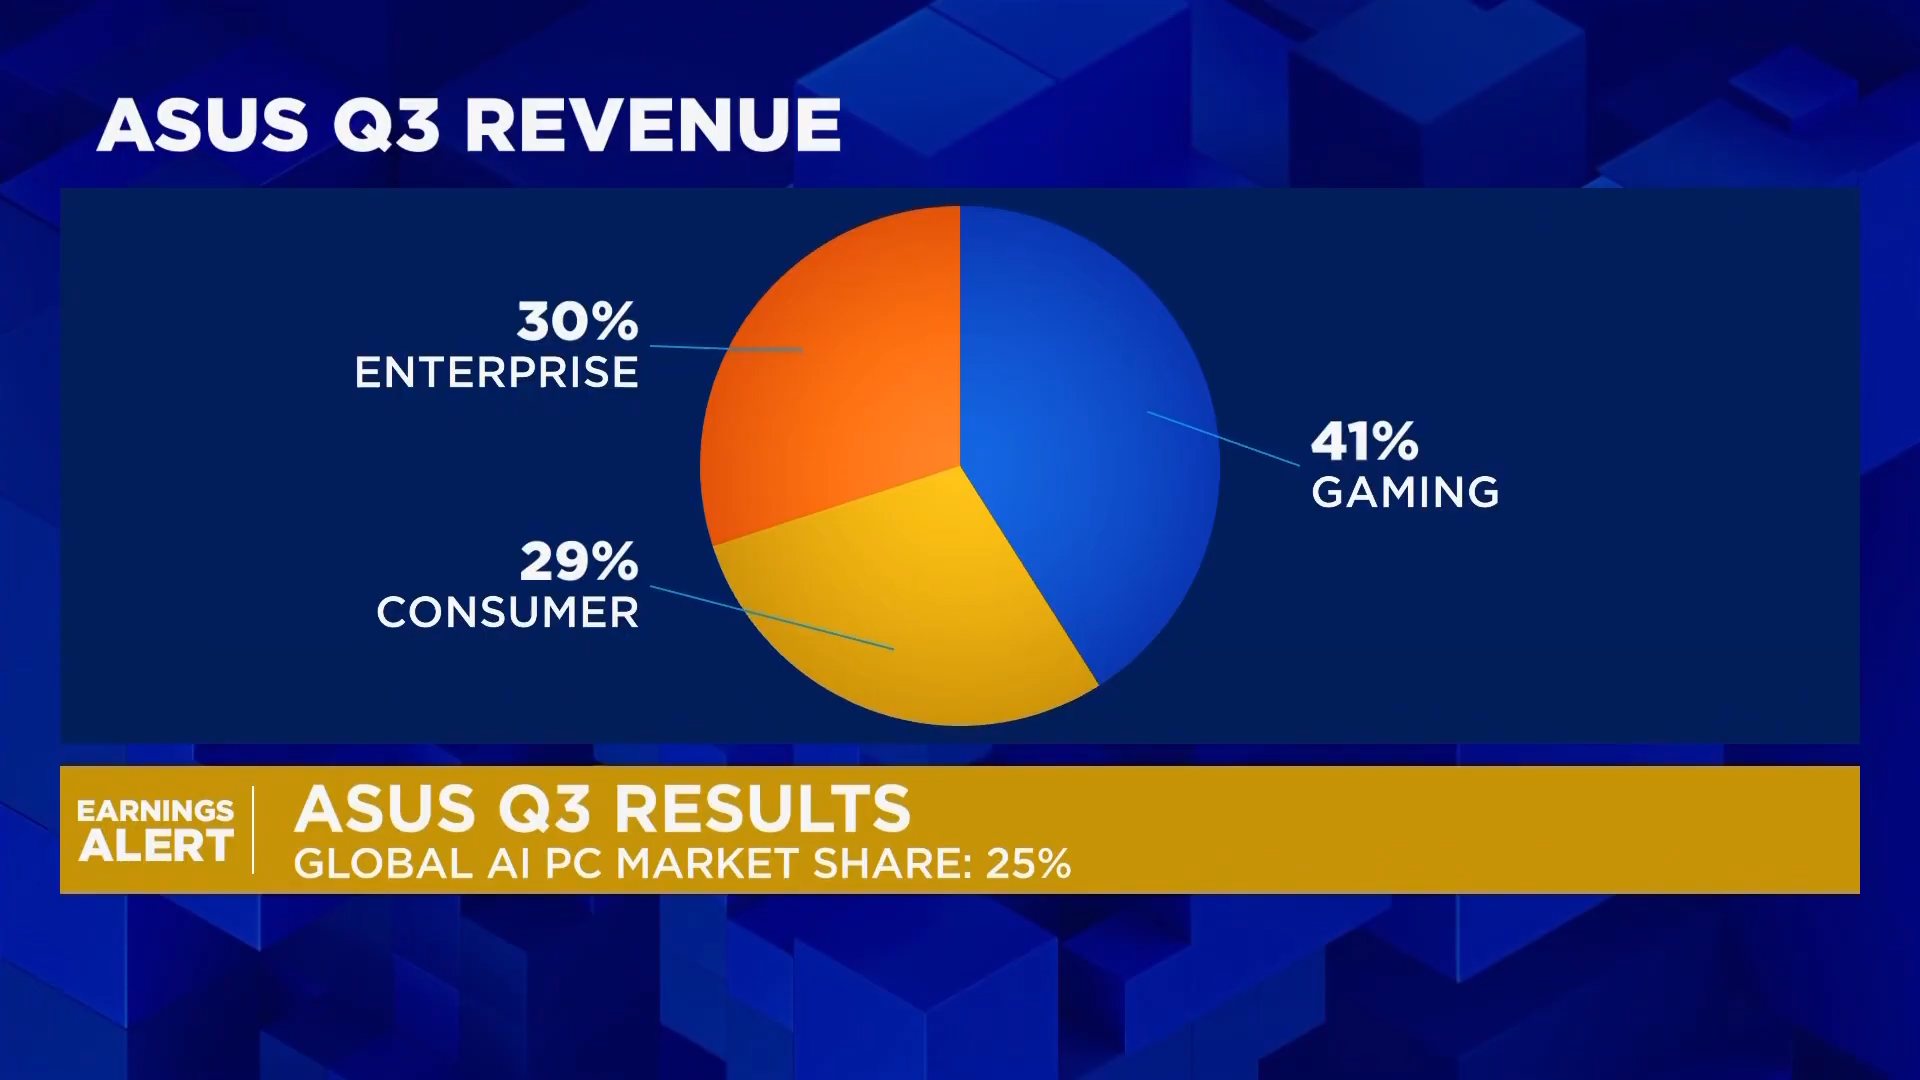 ASUS Q3 REVENUE
30%
ENTERPRISE
41%
GAMING
29%
CONSUMER
EARNINGS
ALERT
ASUS Q3 RESULTS
GLOBAL AI PC MARKET SHARE: 25%